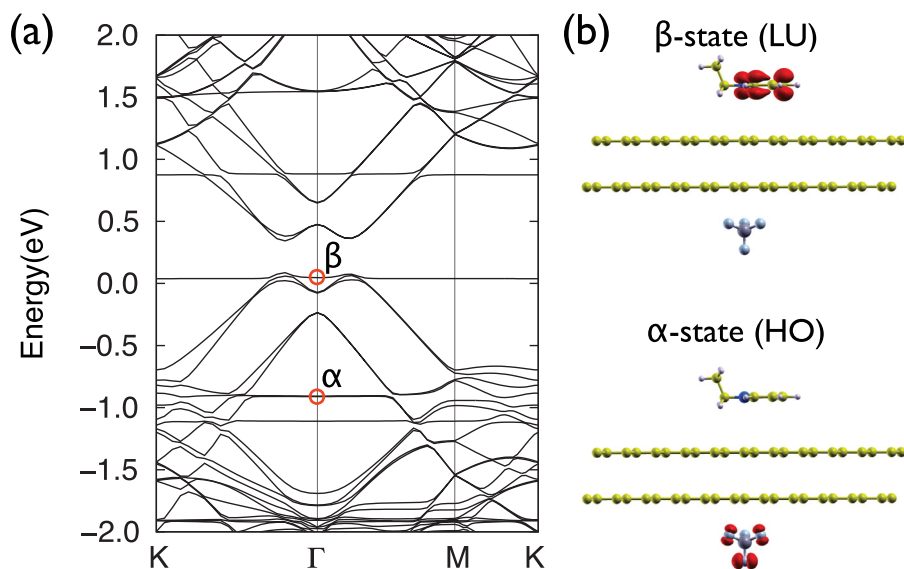 (a)
2.0
1.5
1.0
0.5
0.0
−0.5
−1.0
−1.5
−2.0
Energy(eV)
β
α
K Γ M K
(b)
β-state (LU)
α-state (HO)